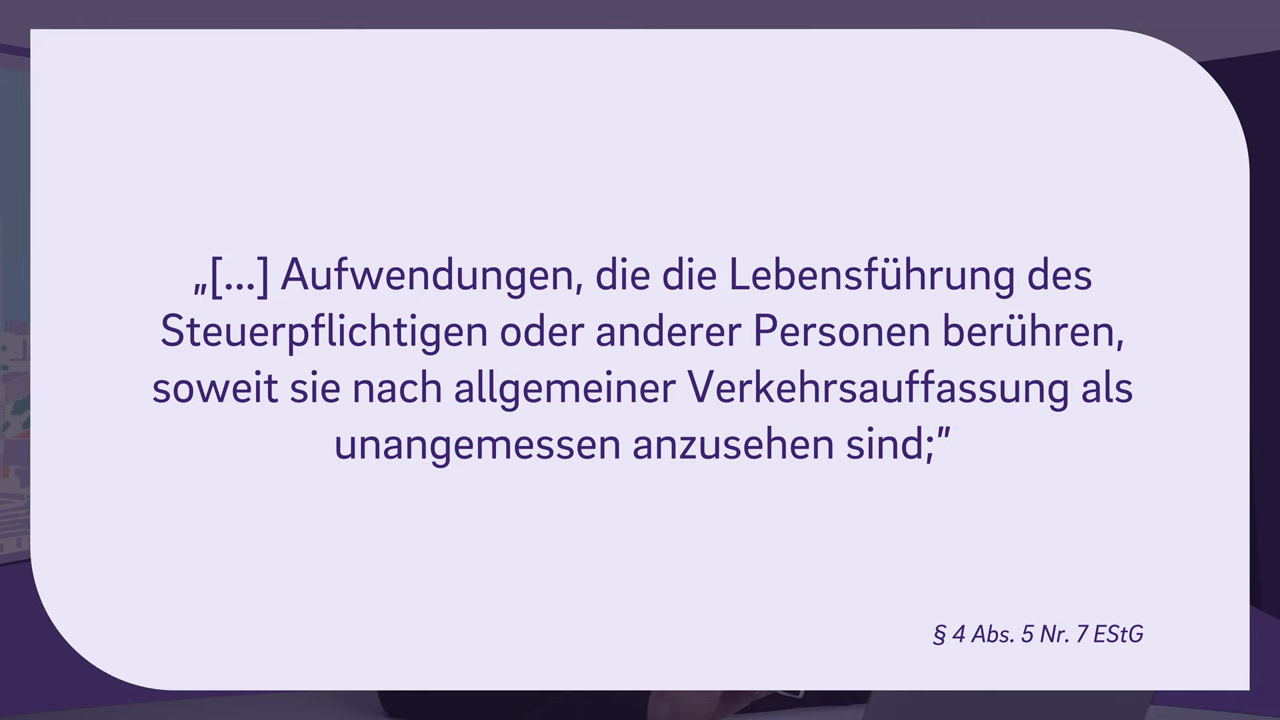 „[...] Aufwendungen, die die Lebensführung des
Steuerpflichtigen oder anderer Personen berühren,
soweit sie nach allgemeiner Verkehrsauffassung als
unangemessen anzusehen sind;”
§ 4 Abs. 5 Nr. 7 EStG